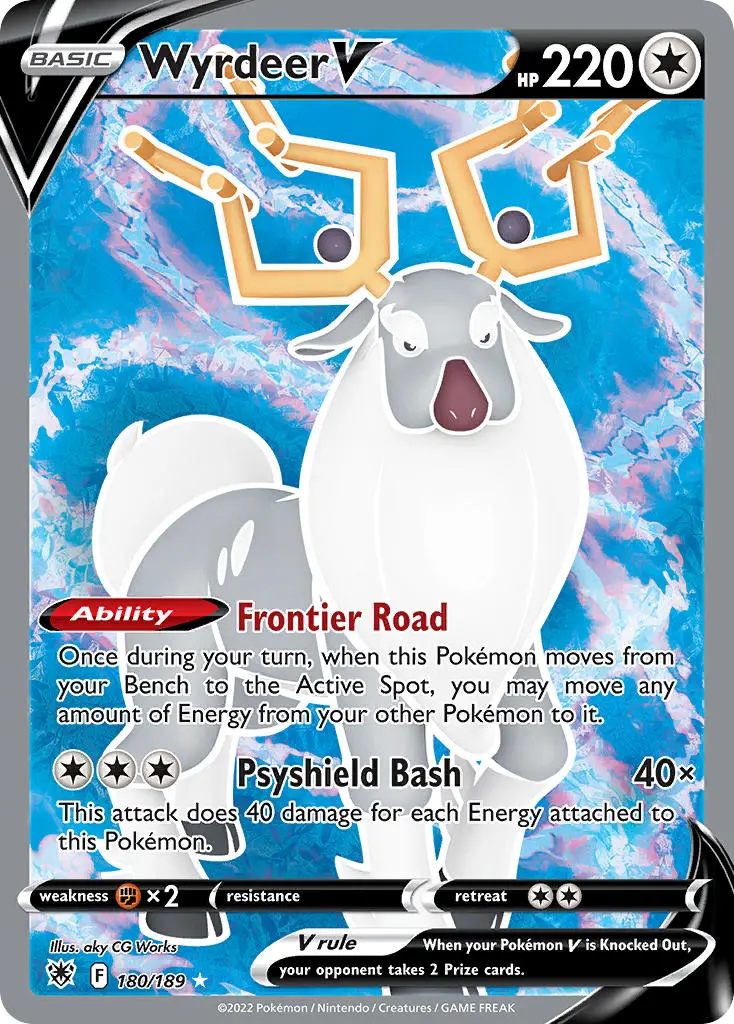 BASIC Wyrdeer V HP 220
Ability Frontier Road
Once during your turn, when this Pokémon moves from
your Bench to the Active Spot, you may move any
amount of Energy from your other Pokémon to it.
Psyshield Bash 40×
This attack does 40 damage for each Energy attached to
this Pokémon.
weakness ×2 resistance retreat
Illus. aky CG Works
V rule When your Pokémon V is Knocked Out,
your opponent takes 2 Prize cards.
F 180/189
©2022 Pokémon / Nintendo / Creatures / GAME FREAK